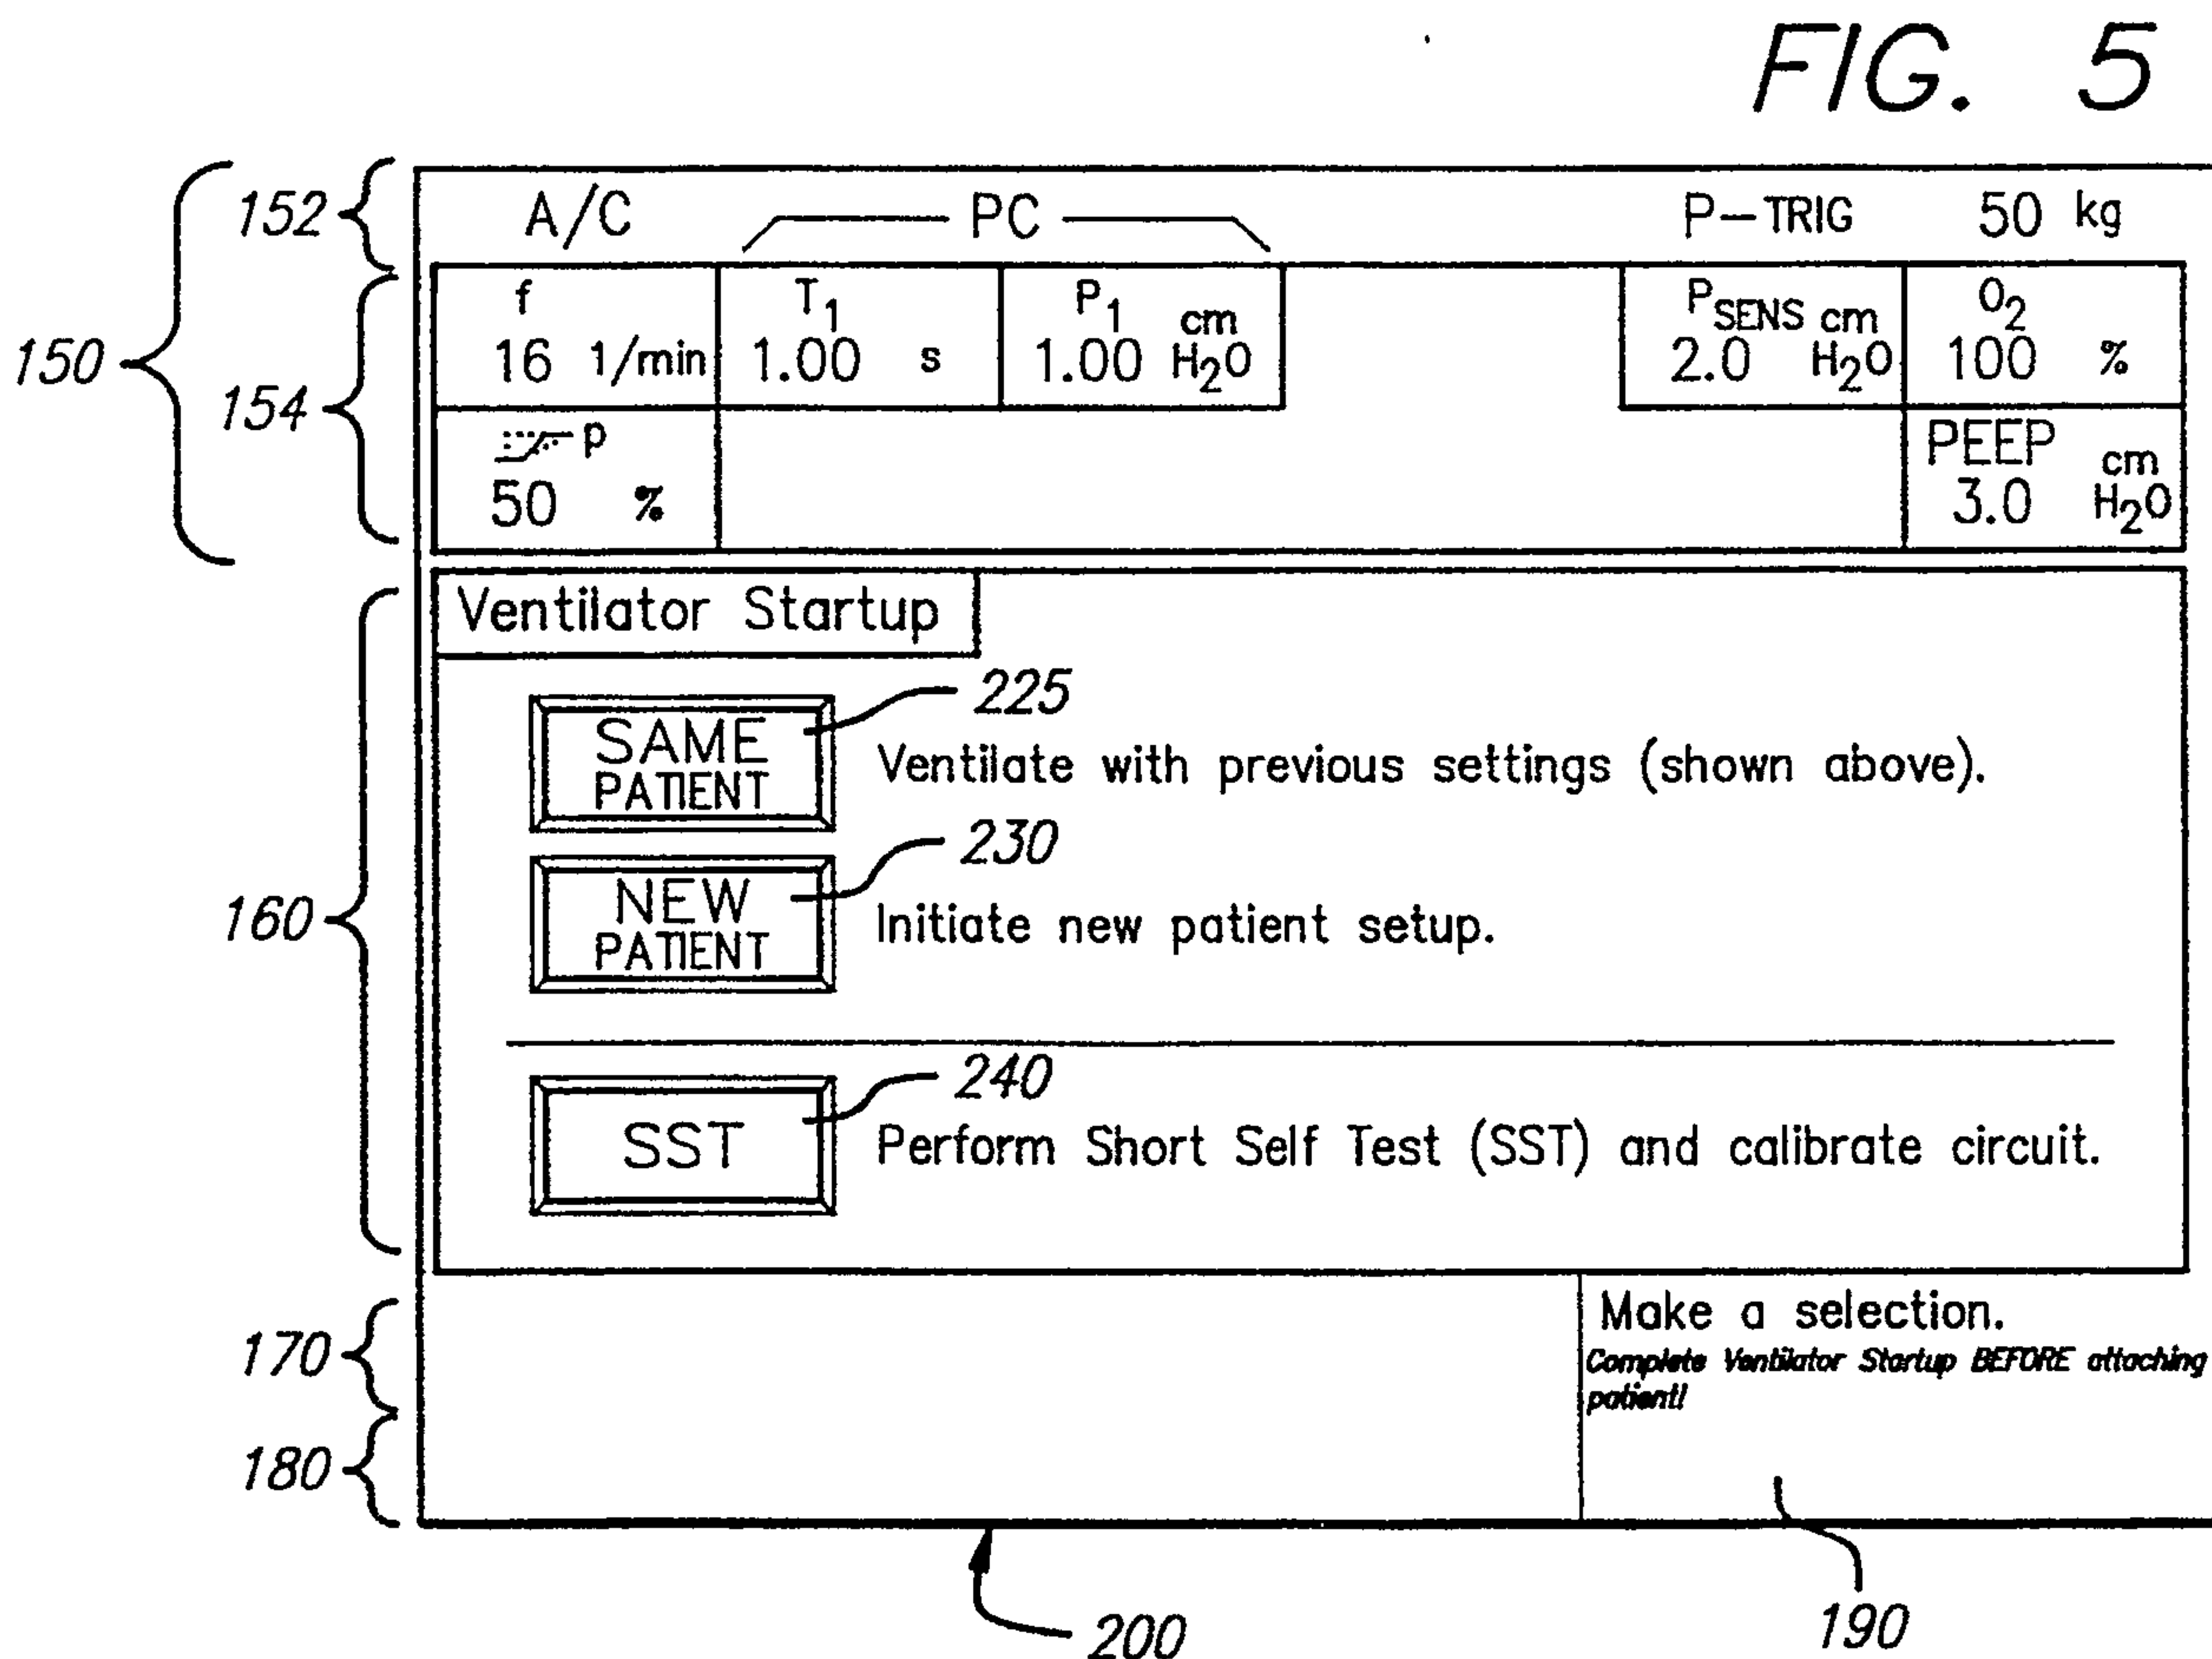 FIG. 5
150
152
A/C PC P-TRIG 50 kg
154
f
16 1/min
T1
1.00 s
P1
1.00 cm H2O
PSENS
2.0 cm H2O
O2
100 %
P
50 %
PEEP
3.0 cm H2O
160
Ventilator Startup
225
SAME
PATIENT
Ventilate with previous settings (shown above).
230
NEW
PATIENT
Initiate new patient setup.
240
SST
Perform Short Self Test (SST) and calibrate circuit.
170
Make a selection.
Complete Ventilator Startup BEFORE attaching
patient!
180
200
190